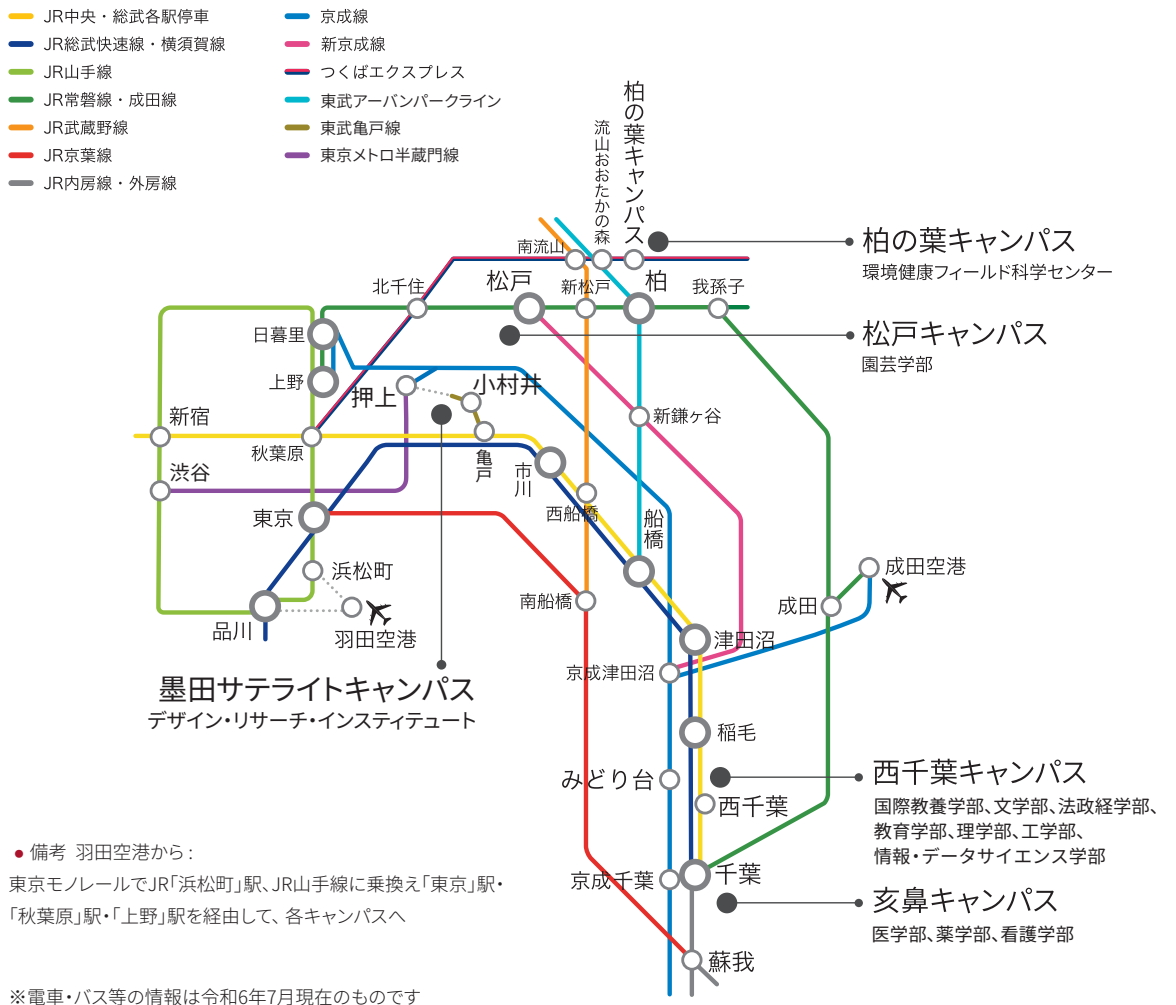 JR中央・総武各駅停車
JR総武快速線・横須賀線
JR山手線
JR常磐線・成田線
JR武蔵野線
JR京葉線
JR内房線・外房線
京成線
新京成線
つくばエクスプレス
東武アーバンパークライン
東武亀戸線
東京メトロ半蔵門線
柏の葉キャンパス
流山おおたかの森
南流山
柏の葉キャンパス
環境健康フィールド科学センター
北千住
松戸
新松戸
柏
我孫子
日暮里
松戸キャンパス
園芸学部
上野
押上
小村井
新宿
秋葉原
亀戸
新鎌ヶ谷
渋谷
市川
東京
西船橋
船橋
浜松町
成田空港
品川
羽田空港
南船橋
成田
津田沼
京成津田沼
墨田サテライトキャンパス
デザイン・リサーチ・インスティテュート
稲毛
みどり台
西千葉
西千葉キャンパス
国際教養学部、文学部、法政経学部、
教育学部、理学部、工学部、
情報・データサイエンス学部
京成千葉
千葉
亥鼻キャンパス
医学部、薬学部、看護学部
蘇我
● 備考 羽田空港から：
東京モノレールでJR「浜松町」駅、JR山手線に乗換え「東京」駅・
「秋葉原」駅・「上野」駅を経由して、各キャンパスへ
※電車・バス等の情報は令和6年7月現在のものです